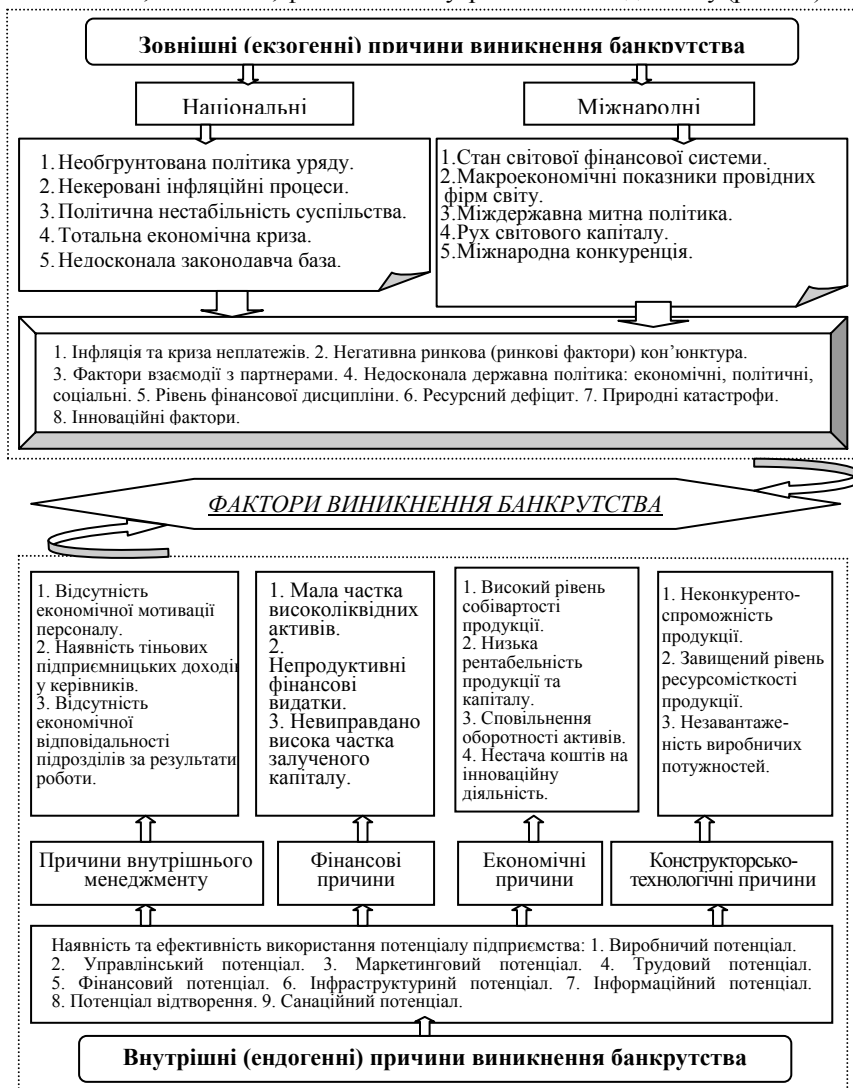 Зовнішні (екзогенні) причини виникнення банкрутства
Національні
Міжнародні
1. Необгрунтована політика уряду.
2. Некеровані інфляційні процеси.
3. Політична нестабільність суспільства.
4. Тотальна економічна криза.
5. Недосконала законодавча база.
1. Стан світової фінансової системи.
2. Макроекономічні показники провідних
фірм світу.
3. Міждержавна митна політика.
4. Рух світового капіталу.
5. Міжнародна конкуренція.
1. Інфляція та криза неплатежів. 2. Негативна ринкова (ринкові фактори) кон’юнктура.
3. Фактори взаємодії з партнерами. 4. Недосконала державна політика: економічні, політичні,
соціальні. 5. Рівень фінансової дисципліни. 6. Ресурсний дефіцит. 7. Природні катастрофи.
8. Інноваційні фактори.
ФАКТОРИ ВИНИКНЕННЯ БАНКРУТСТВА
1. Відсутність
економічної мотивації
персоналу.
2. Наявність тіньових
підприємницьких доходів
у керівників.
3. Відсутність
економічної
відповідальності
підрозділів за результати
роботи.
1. Мала частка
високоліквідних
активів.
2.
Непродуктивні
фінансові
видатки.
3. Невиправдано
висока частка
залученого
капіталу.
1. Високий рівень
собівартості
продукції.
2. Низька
рентабельність
продукції та
капіталу.
3. Сповільнення
оборотності активів.
4. Нестача коштів на
інноваційну
діяльність.
1. Неконкуренто-
спроможність
продукції.
2. Завищений рівень
ресурсомісткості
продукції.
3. Незавантаже-
ність виробничих
потужностей.
Причини внутрішнього
менеджменту
Фінансові
причини
Економічні
причини
Конструкторсько-
технологічні причини
Наявність та ефективність використання потенціалу підприємства: 1. Виробничий потенціал.
2. Управлінський потенціал. 3. Маркетинговий потенціал. 4. Трудовий потенціал.
5. Фінансовий потенціал. 6. Інфраструктуринй потенціал. 7. Інформаційний потенціал.
8. Потенціал відтворення. 9. Санаційний потенціал.
Внутрішні (ендогенні) причини виникнення банкрутства